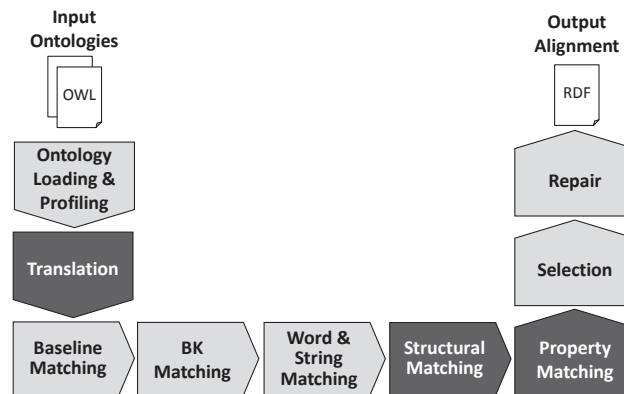 Input
Ontologies
OWL
Ontology
Loading &
Profiling
Translation
Baseline
Matching
BK
Matching
Word &
String
Matching
Structural
Matching
Property
Matching
Selection
Repair
Output
Alignment
RDF